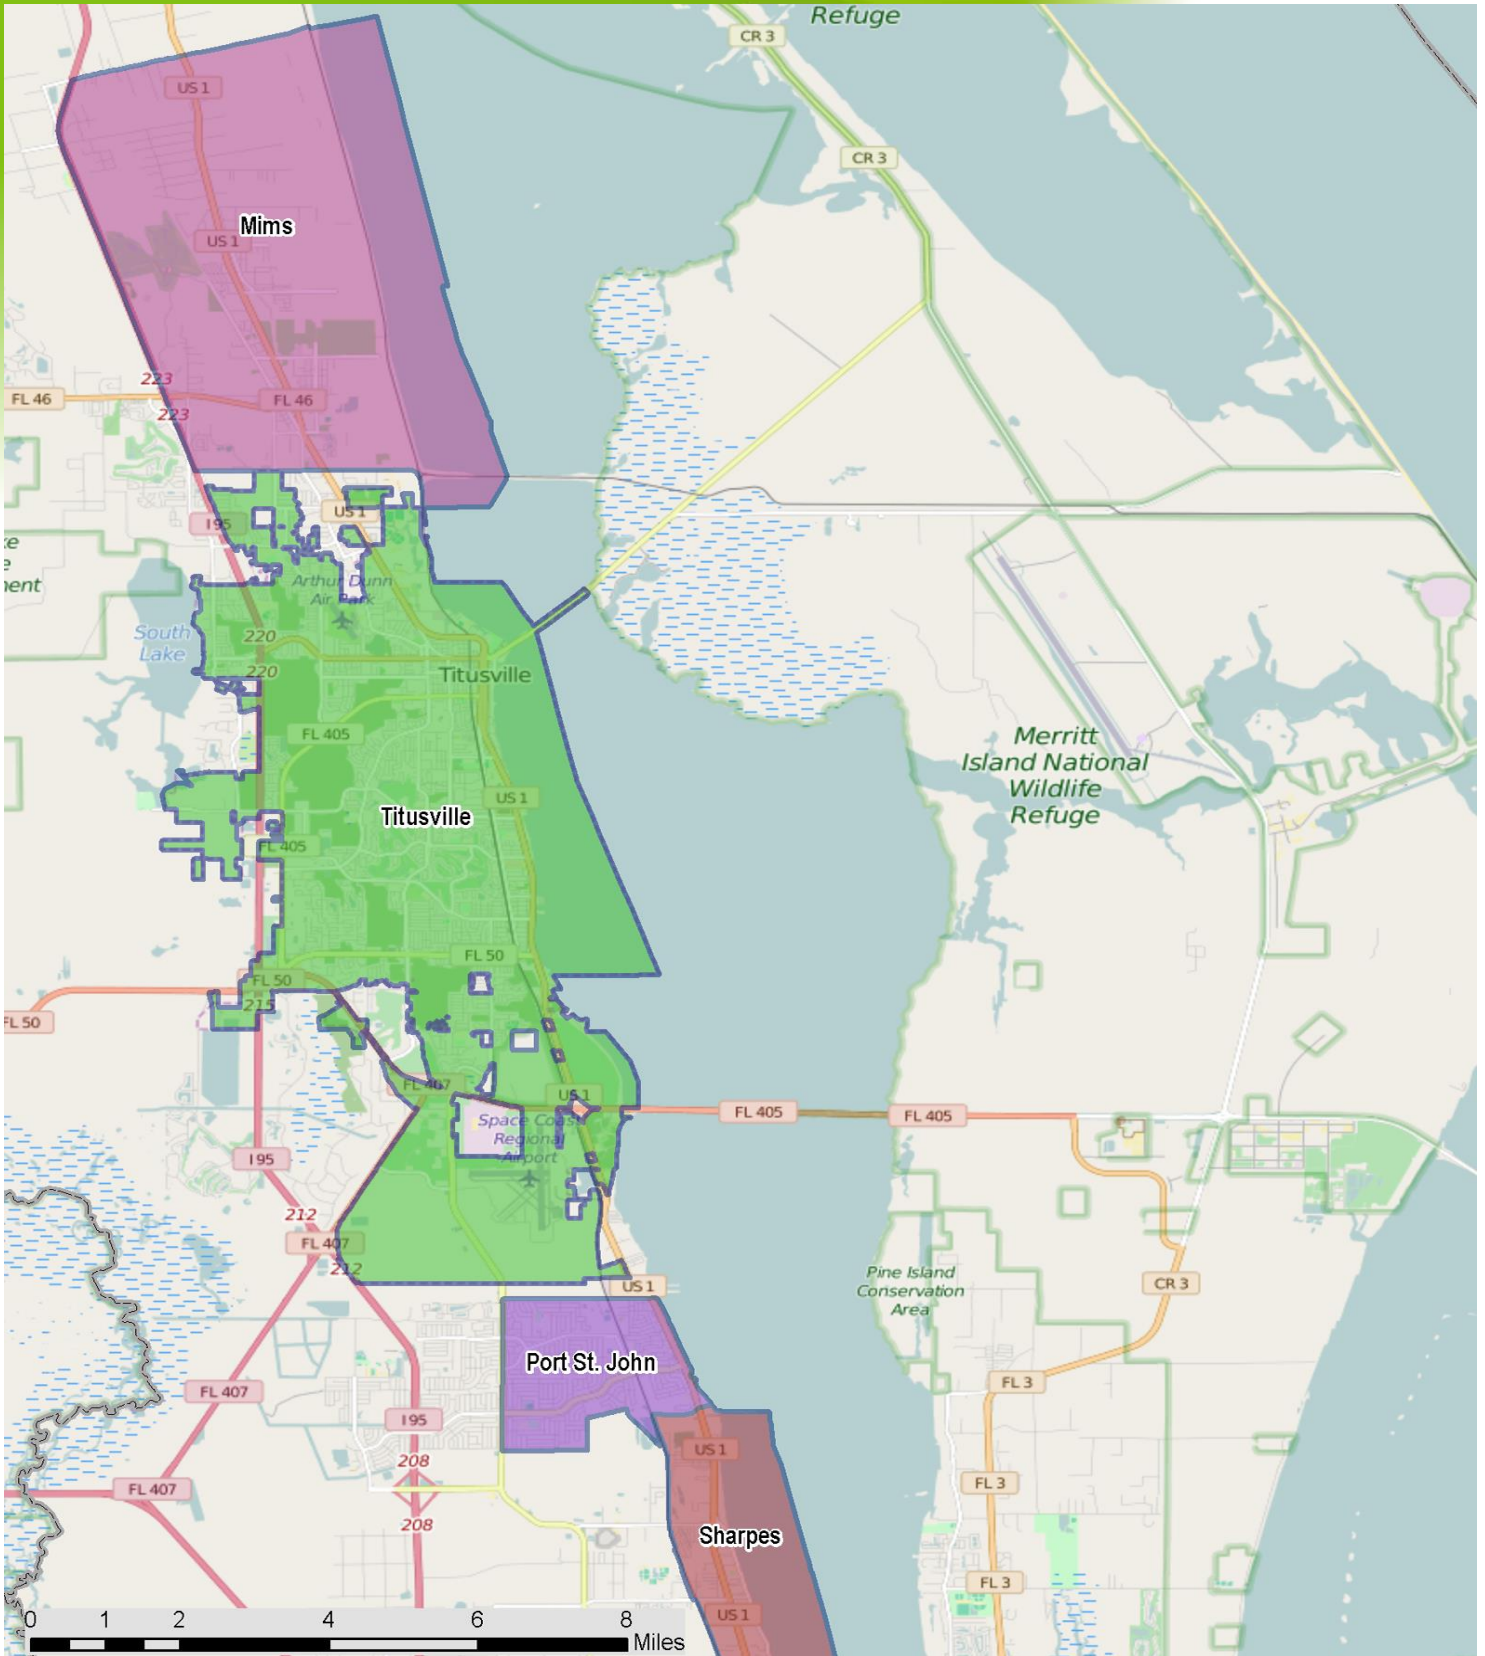 Refuge
CR 3
US 1
CR 3
Mims
US 1
223
FL 46
FL 46
223
I 95
US 1
ke
e
ment
Arthur Dunn
Air Park
South
Lake
220
220
Titusville
FL 405
Merritt
Island National
Wildlife
Refuge
US 1
Titusville
FL 405
FL 50
FL 50
215
FL 50
FL 407
US 1
FL 405
FL 405
Space Coast
Regional
Airport
I 95
212
FL 407
212
US 1
Pine Island
Conservation
Area
CR 3
Port St. John
FL 3
FL 407
I 95
US 1
208
FL 407
FL 3
208
Sharpes
FL 3
US 1
0 1 2 4 6 8
Miles